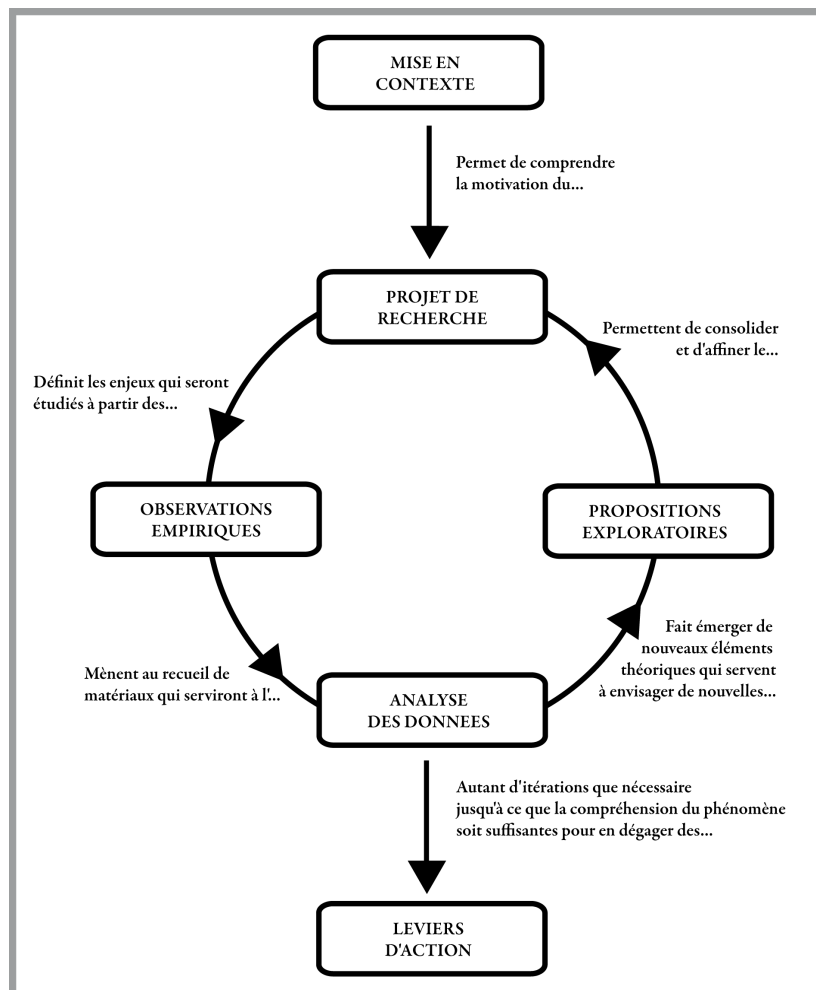 MISE EN
CONTEXTE
Permet de comprendre
la motivation du...
PROJET DE
RECHERCHE
Permettent de consolider
et d'affiner le...
Définit les enjeux qui seront
étudiés à partir des...
OBSERVATIONS
EMPIRIQUES
PROPOSITIONS
EXPLORATOIRES
Mènent au recueil de
matériaux qui serviront à l'...
Fait émerger de
nouveaux éléments
théoriques qui servent
à envisager de nouvelles...
ANALYSE
DES DONNEES
Autant d'itérations que nécessaire
jusqu'à ce que la compréhension du phénomène
soit suffisantes pour en dégager des...
LEVIERS
D'ACTION